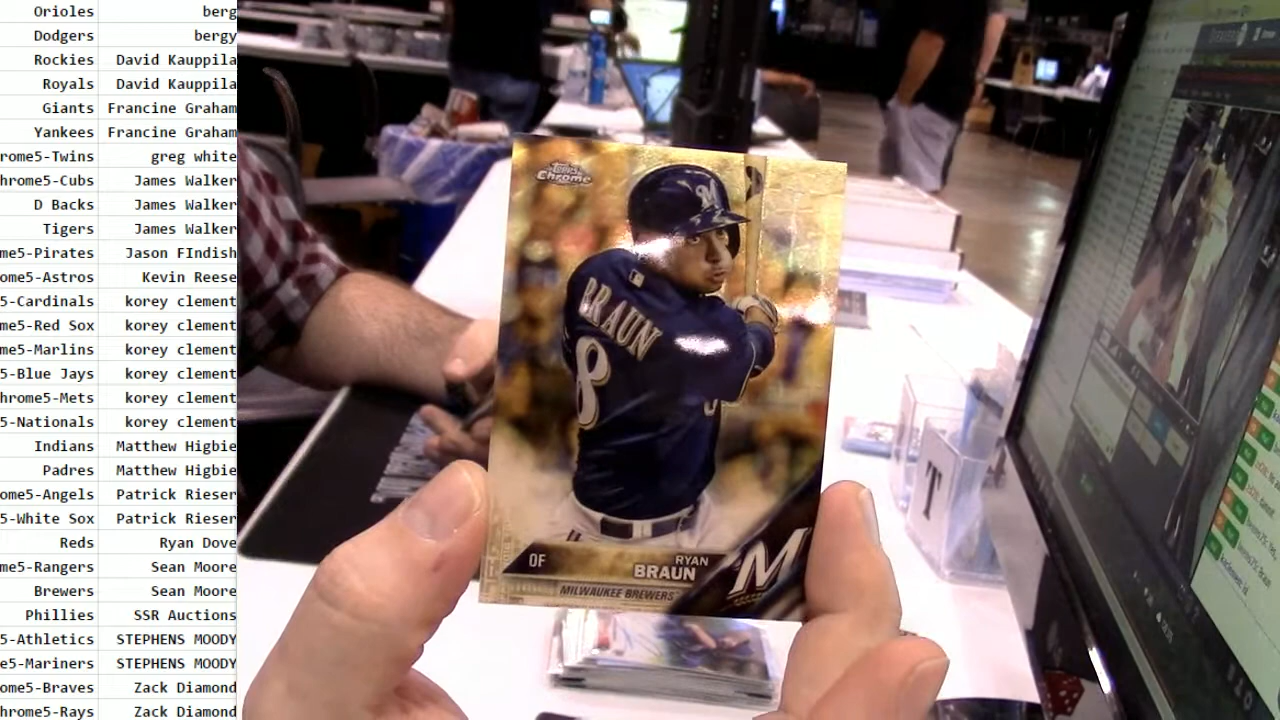 Orioles berg
Dodgers bergy
Rockies David Kauppila
Royals David Kauppila
Giants Francine Graham
Yankees Francine Graham
rome5-Twins greg white
hrome5-Cubs James Walker
D Backs James Walker
Tigers James Walker
me5-Pirates Jason FIndish
ome5-Astros Kevin Reese
5-Cardinals korey clement
me5-Red Sox korey clement
me5-Marlins korey clement
5-Blue Jays korey clement
hrome5-Mets korey clement
5-Nationals korey clement
Indians Matthew Higbie
Padres Matthew Higbie
ome5-Angels Patrick Rieser
5-White Sox Patrick Rieser
Reds Ryan Dove
me5-Rangers Sean Moore
Brewers Sean Moore
Phillies SSR Auctions
5-Athletics STEPHENS MOODY
e5-Mariners STEPHENS MOODY
ome5-Braves Zack Diamond
hrome5-Rays Zack Diamond
Topps
Chrome
M
BRAUN
8
OF
RYAN
BRAUN
M
MILWAUKEE BREWERS
T